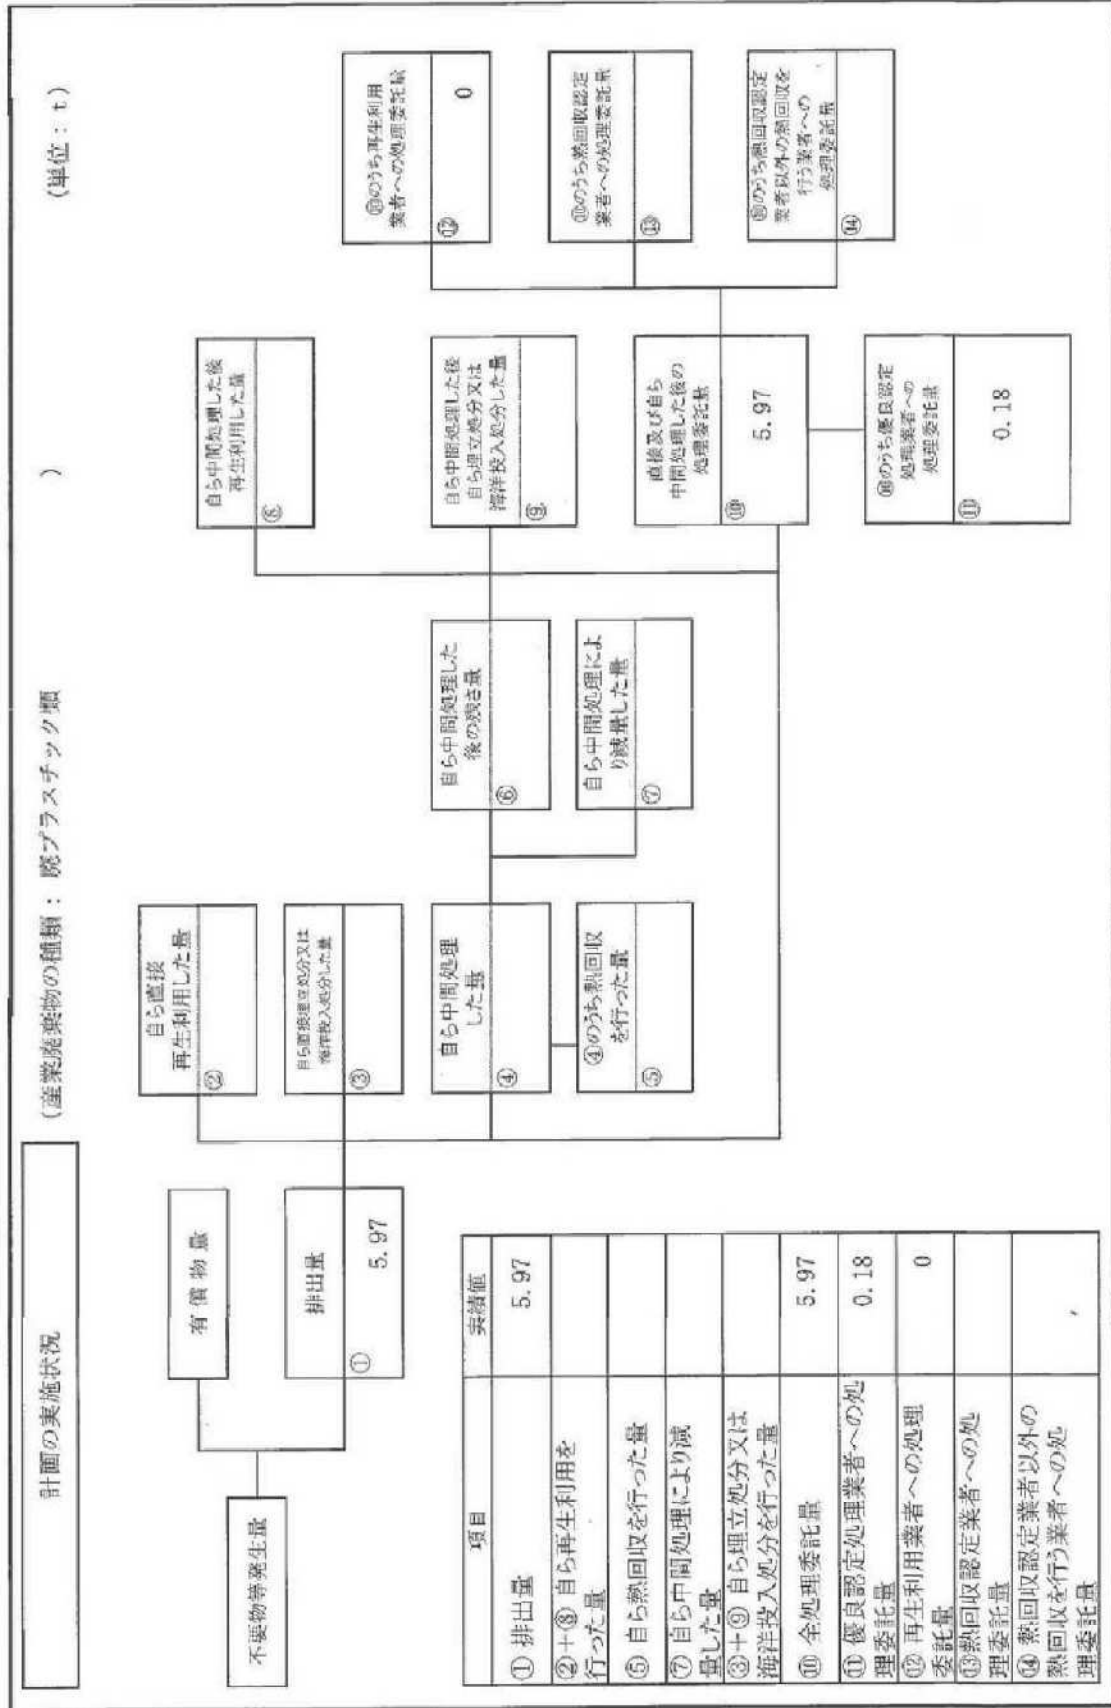 計画の実施状況
(産業廃棄物の種類： 廃プラスチック類
)
(単位：t)
不要物等発生量
有償物量
排出量
①
5.97
自ら直接
再生利用した量
②
自ら直接埋立処分又は
海洋投入処分した量
③
自ら中間処理
した量
④
④のうち熱回収
を行った量
⑤
自ら中間処理した
後の残さ量
⑥
自ら中間処理によ
り減量した量
⑦
自ら中間処理した後
再生利用した量
⑧
自ら中間処理した後
自ら埋立処分又は
海洋投入処分した量
⑨
直接及び自ら
中間処理した後の
処理委託量
⑩
5.97
⑩のうち優良認定
処理業者への
処理委託量
⑪
0.18
⑩のうち再生利用
業者への処理委託量
⑫
0
⑩のうち熱回収認定
業者への処理委託量
⑬
⑩のうち熱回収認定
業者以外の熱回収を
行う業者への
処理委託量
⑭
項目 実績値
① 排出量 5.97
②+⑧ 自ら再生利用を
行った量
⑤ 自ら熱回収を行った量
⑦ 自ら中間処理により減
量した量
③+⑨ 自ら埋立処分又は
海洋投入処分を行った量
⑩ 全処理委託量 5.97
⑪ 優良認定処理業者への処
理委託量 0.18
⑫ 再生利用業者への処理
委託量 0
⑬熱回収認定業者への処
理委託量
⑭ 熱回収認定業者以外の
熱回収を行う業者への処
理委託量